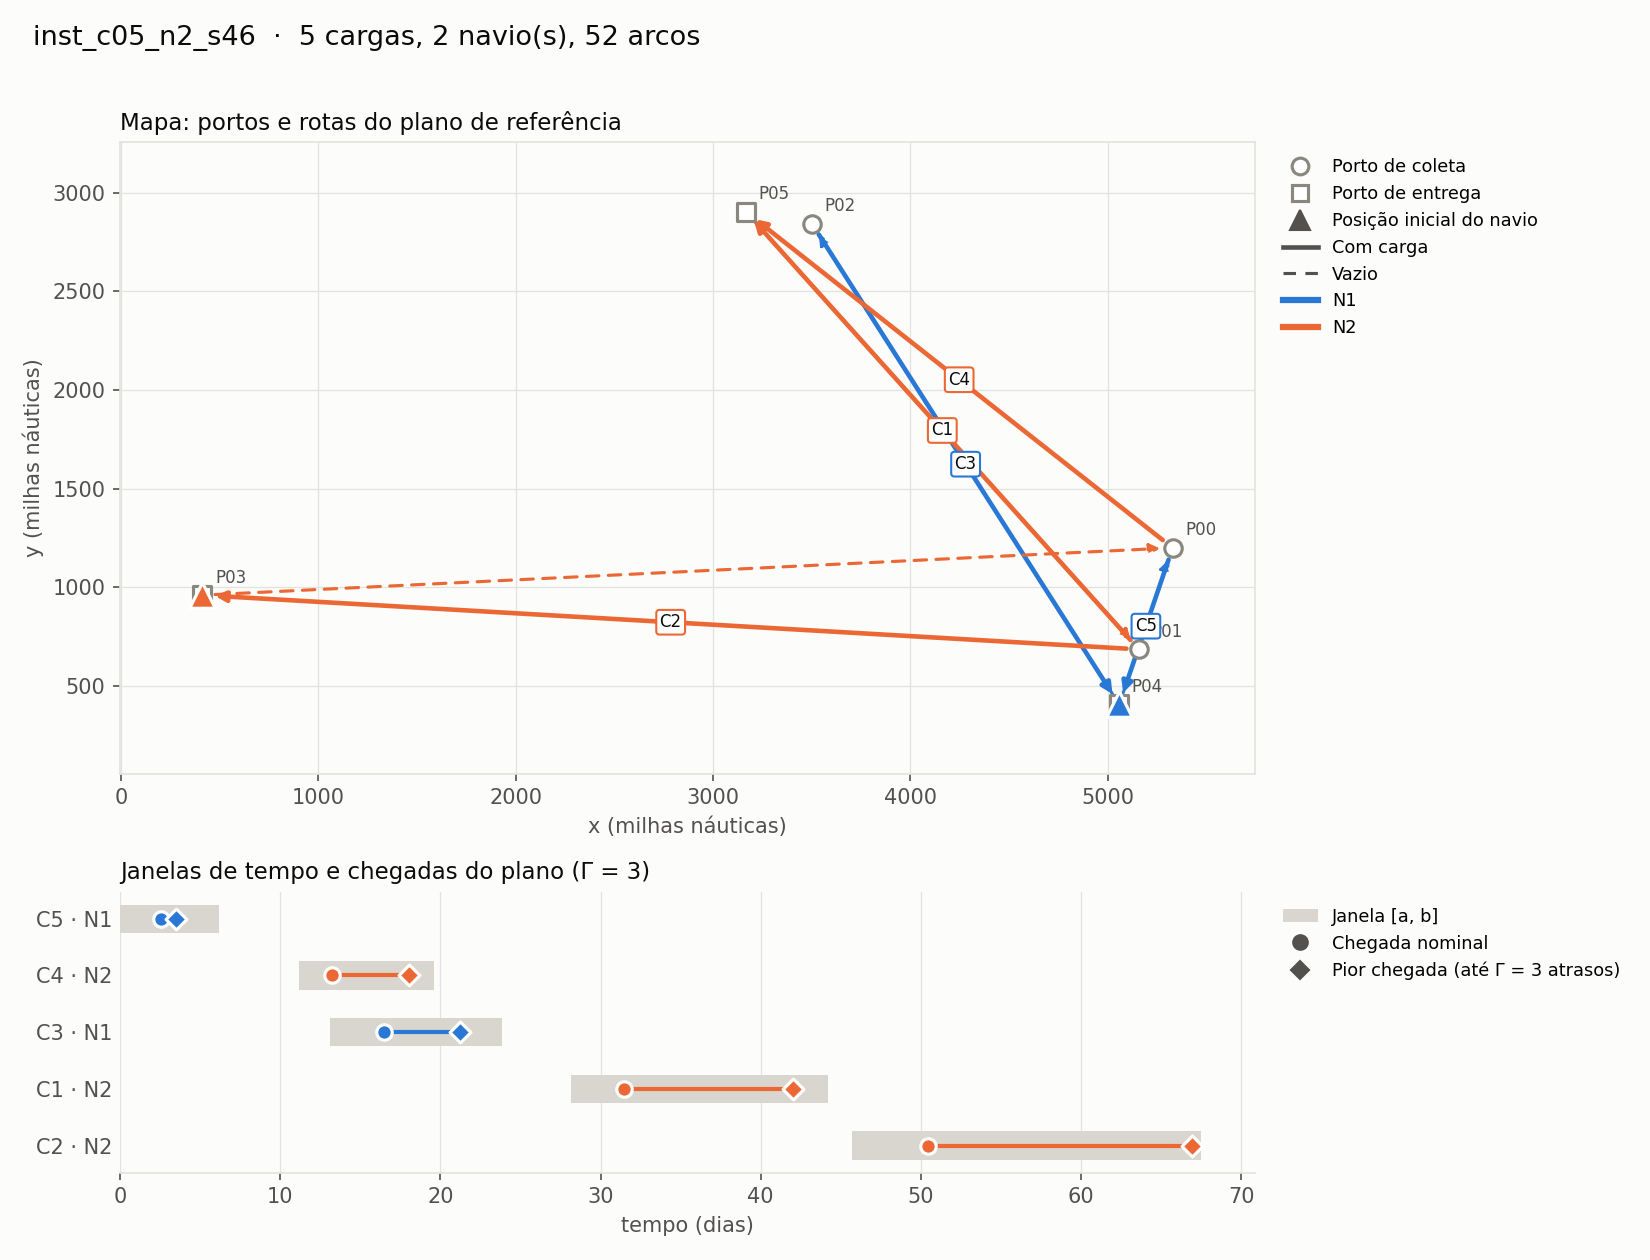 inst_c05_n2_s46  ·  5 cargas, 2 navio(s), 52 arcos
Mapa: portos e rotas do plano de referência
y (milhas náuticas)
3000
2500
2000
1500
1000
500
0
1000
2000
3000
4000
5000
x (milhas náuticas)
P05
P02
C4
C1
C3
P00
P03
C2
C5
01
P04
Porto de coleta
Porto de entrega
Posição inicial do navio
Com carga
Vazio
N1
N2
Janelas de tempo e chegadas do plano (Γ = 3)
C5 · N1
C4 · N2
C3 · N1
C1 · N2
C2 · N2
0
10
20
30
40
50
60
70
tempo (dias)
Janela [a, b]
Chegada nominal
Pior chegada (até Γ = 3 atrasos)